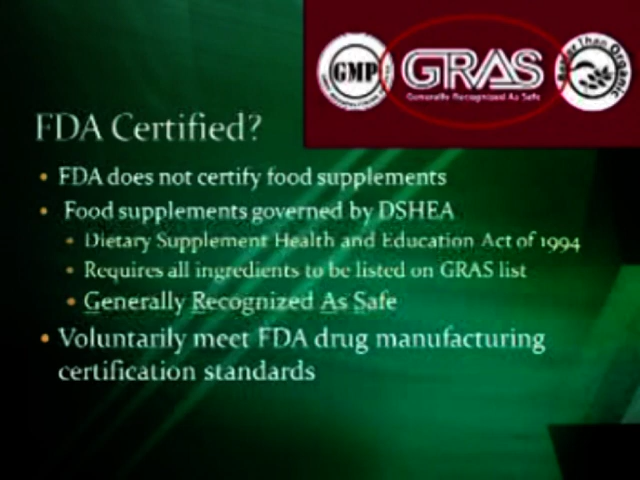 GMP
GRAS
Generally Recognized As Safe
Than Organic
FDA Certified?
• FDA does not certify food supplements
• Food supplements governed by DSHEA
• Dietary Supplement Health and Education Act of 1994
• Requires all ingredients to be listed on GRAS list
• Generally Recognized As Safe
• Voluntarily meet FDA drug manufacturing
certification standards